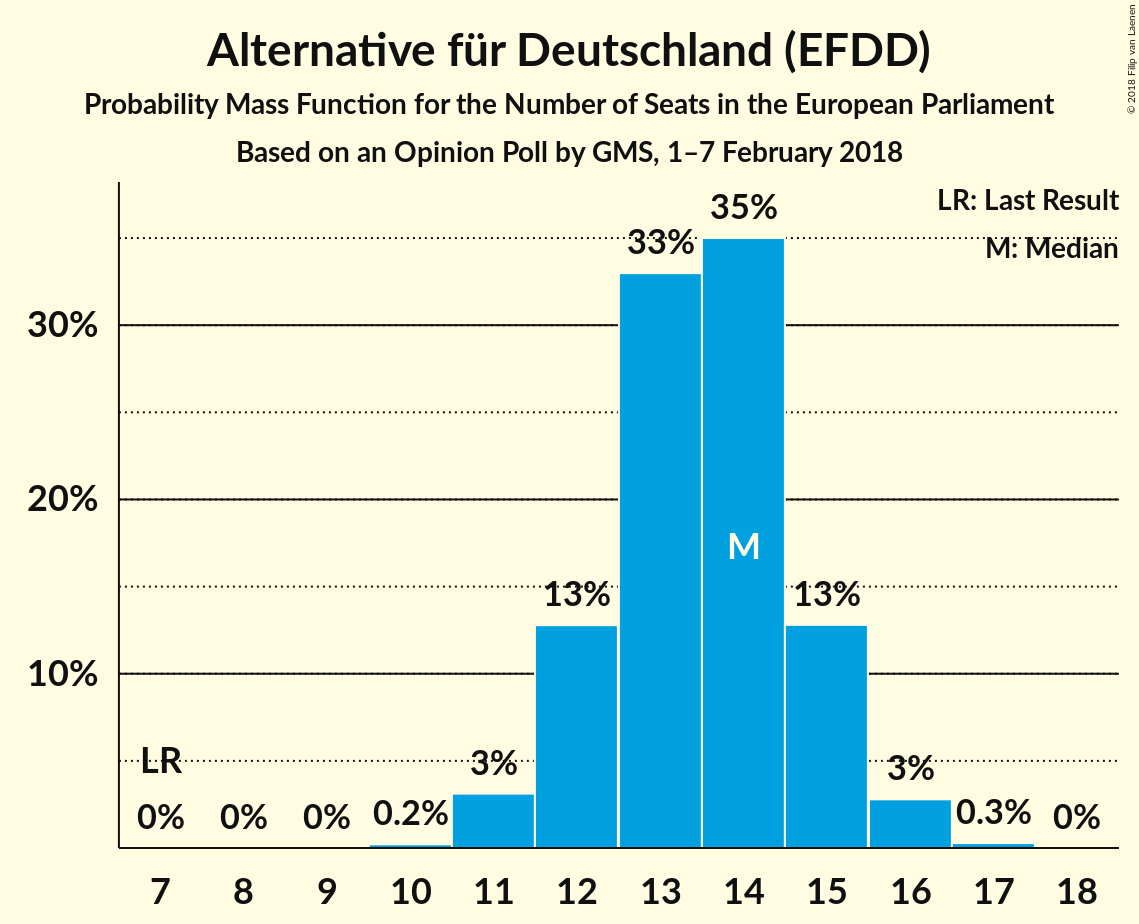 Alternative für Deutschland (EFDD)
Probability Mass Function for the Number of Seats in the European Parliament
Based on an Opinion Poll by GMS, 1–7 February 2018
© 2018 Filip van Laenen
LR: Last Result
M: Median
35%
33%
30%
20%
M
13%
13%
10%
LR
3%
3%
0%
0%
0%
0.2%
0.3%
0%
7 8 9 10 11 12 13 14 15 16 17 18